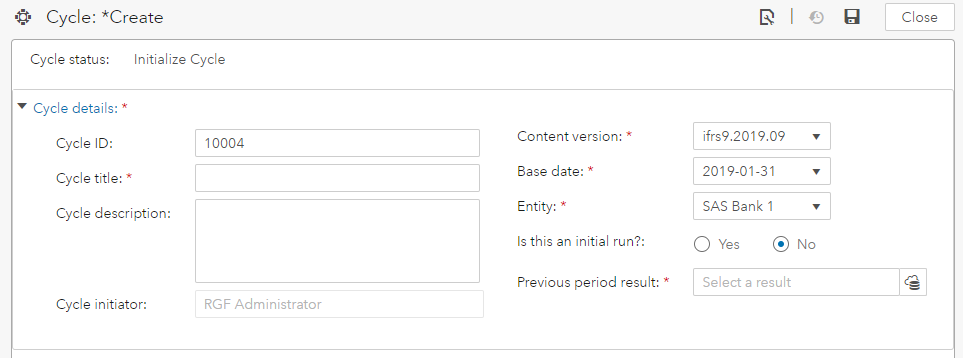 Cycle: *Create
Close
Cycle status: Initialize Cycle
Cycle details: *
Cycle ID: 10004
Cycle title: *
Cycle description:
Cycle initiator: RGF Administrator
Content version: * ifrs9.2019.09
Base date: * 2019-01-31
Entity: * SAS Bank 1
Is this an initial run?: Yes No
Previous period result: * Select a result